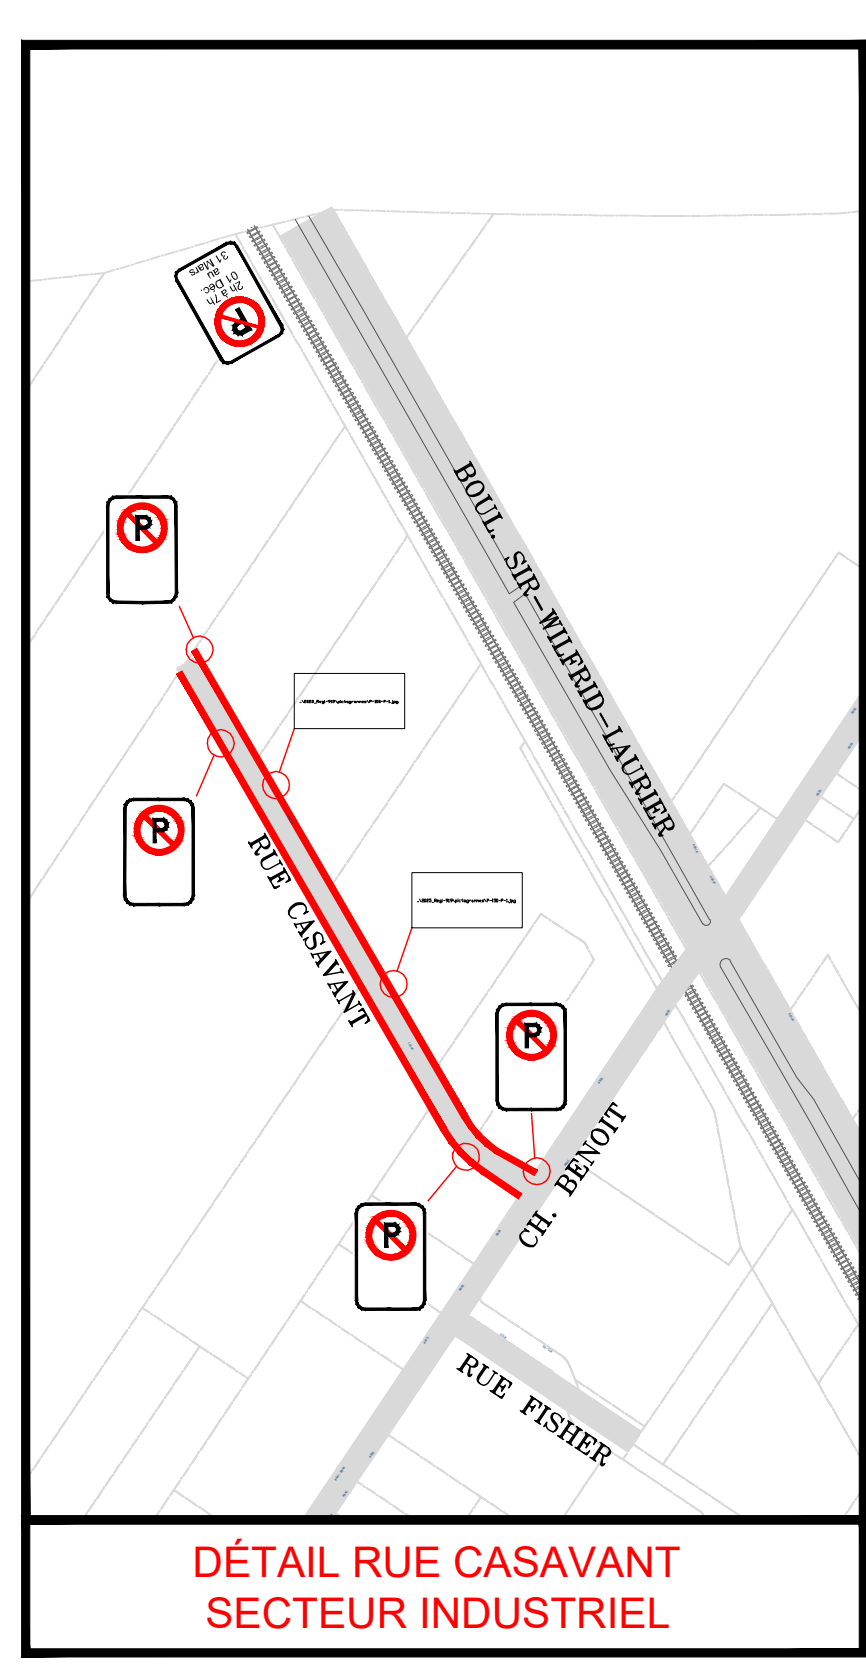 2h à 7h
01 Déc.
au
31 Mars
P
P
BOUL. SIR-WILFRID-LAURIER
P
RUE CASAVANT
P
CH. BENOIT
P
RUE FISHER
DÉTAIL RUE CASAVANT
SECTEUR INDUSTRIEL